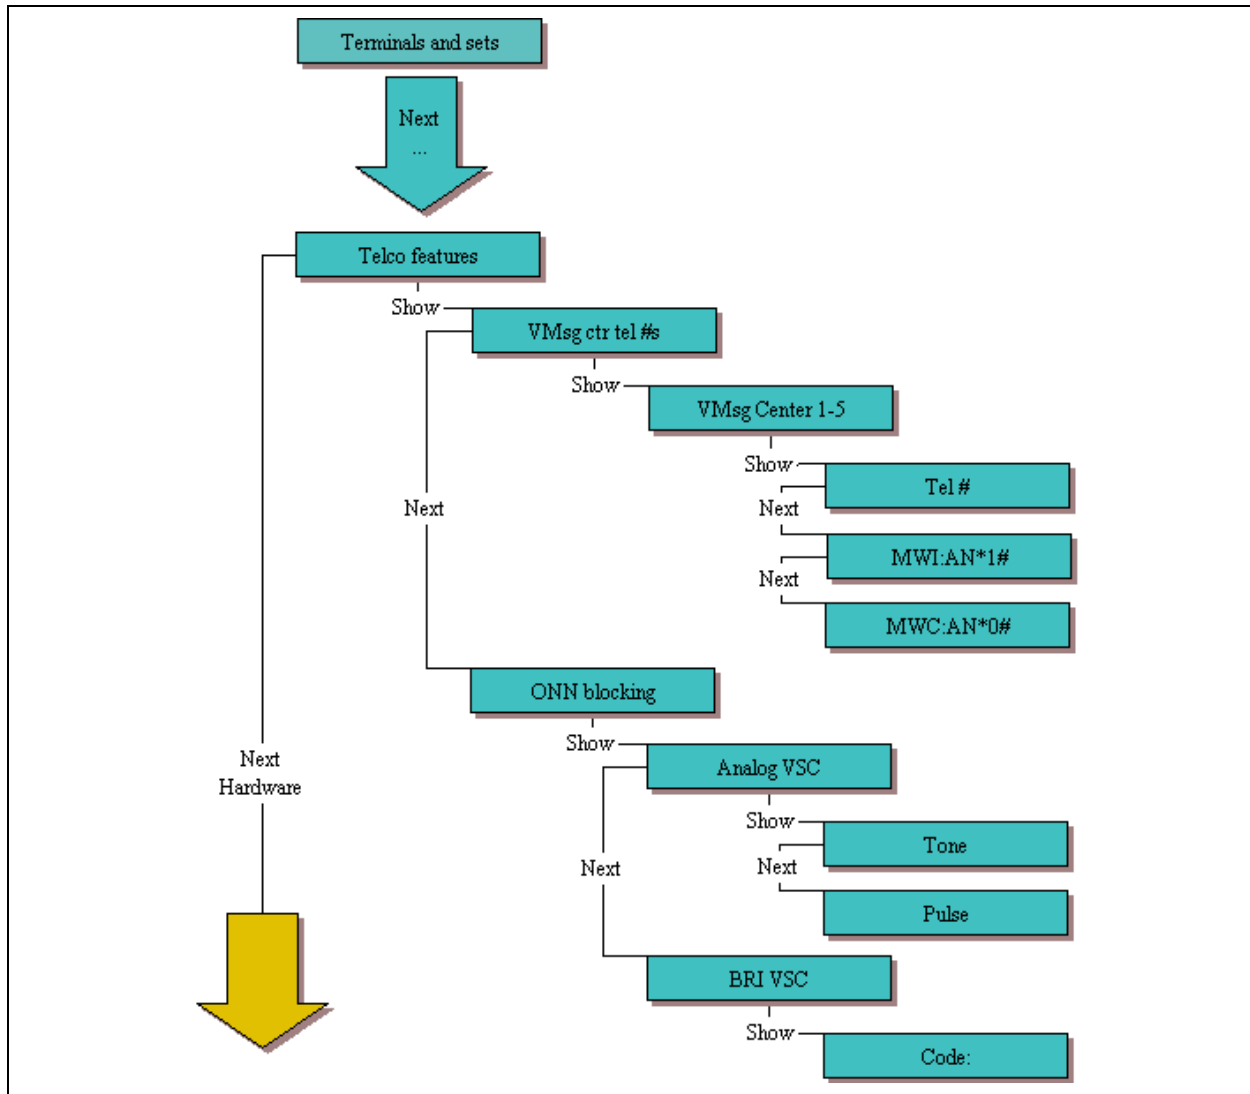 Terminals and sets
Next
...
Telco features
Show
VMsg ctr tel #s
Show
VMsg Center 1-5
Show
Tel #
Next
Next
MWI:AN*1#
Next
MWC:AN*0#
ONN blocking
Show
Analog VSC
Next
Hardware
Show
Tone
Next
Next
Pulse
BRI VSC
Show
Code: